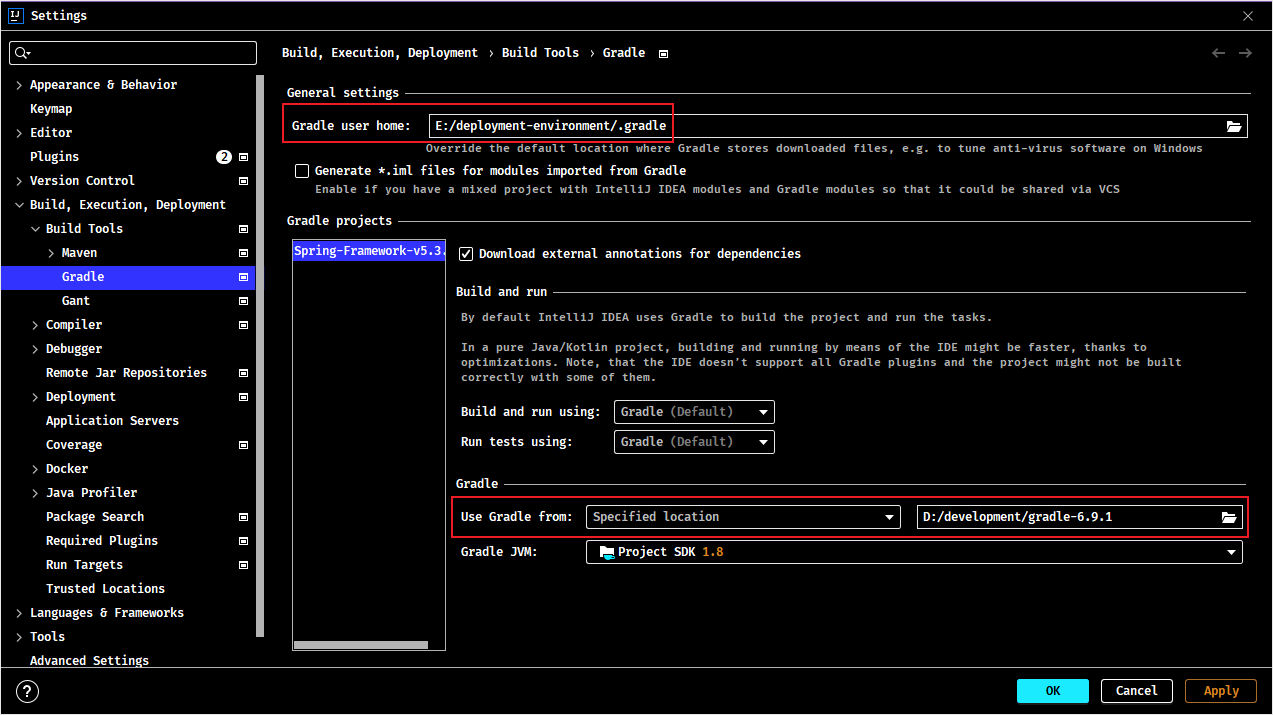 Settings
Build, Execution, Deployment › Build Tools › Gradle
Appearance & Behavior
Keymap
Editor
Plugins 2
Version Control
Build, Execution, Deployment
Build Tools
Maven
Gradle
Gant
Compiler
Debugger
Remote Jar Repositories
Deployment
Application Servers
Coverage
Docker
Java Profiler
Package Search
Required Plugins
Run Targets
Trusted Locations
Languages & Frameworks
Tools
Advanced Settings
General settings
Gradle user home: E:/deployment-environment/.gradle
Override the default location where Gradle stores downloaded files, e.g. to tune anti-virus software on Windows
Generate *.iml files for modules imported from Gradle
Enable if you have a mixed project with IntelliJ IDEA modules and Gradle modules so that it could be shared via VCS
Gradle projects
Spring-Framework-v5.3.
Download external annotations for dependencies
Build and run
By default IntelliJ IDEA uses Gradle to build the project and run the tasks.
In a pure Java/Kotlin project, building and running by means of the IDE might be faster, thanks to
optimizations. Note, that the IDE doesn't support all Gradle plugins and the project might not be built
correctly with some of them.
Build and run using: Gradle (Default)
Run tests using: Gradle (Default)
Gradle
Use Gradle from: Specified location D:/development/gradle-6.9.1
Gradle JVM: Project SDK 1.8
? OK Cancel Apply